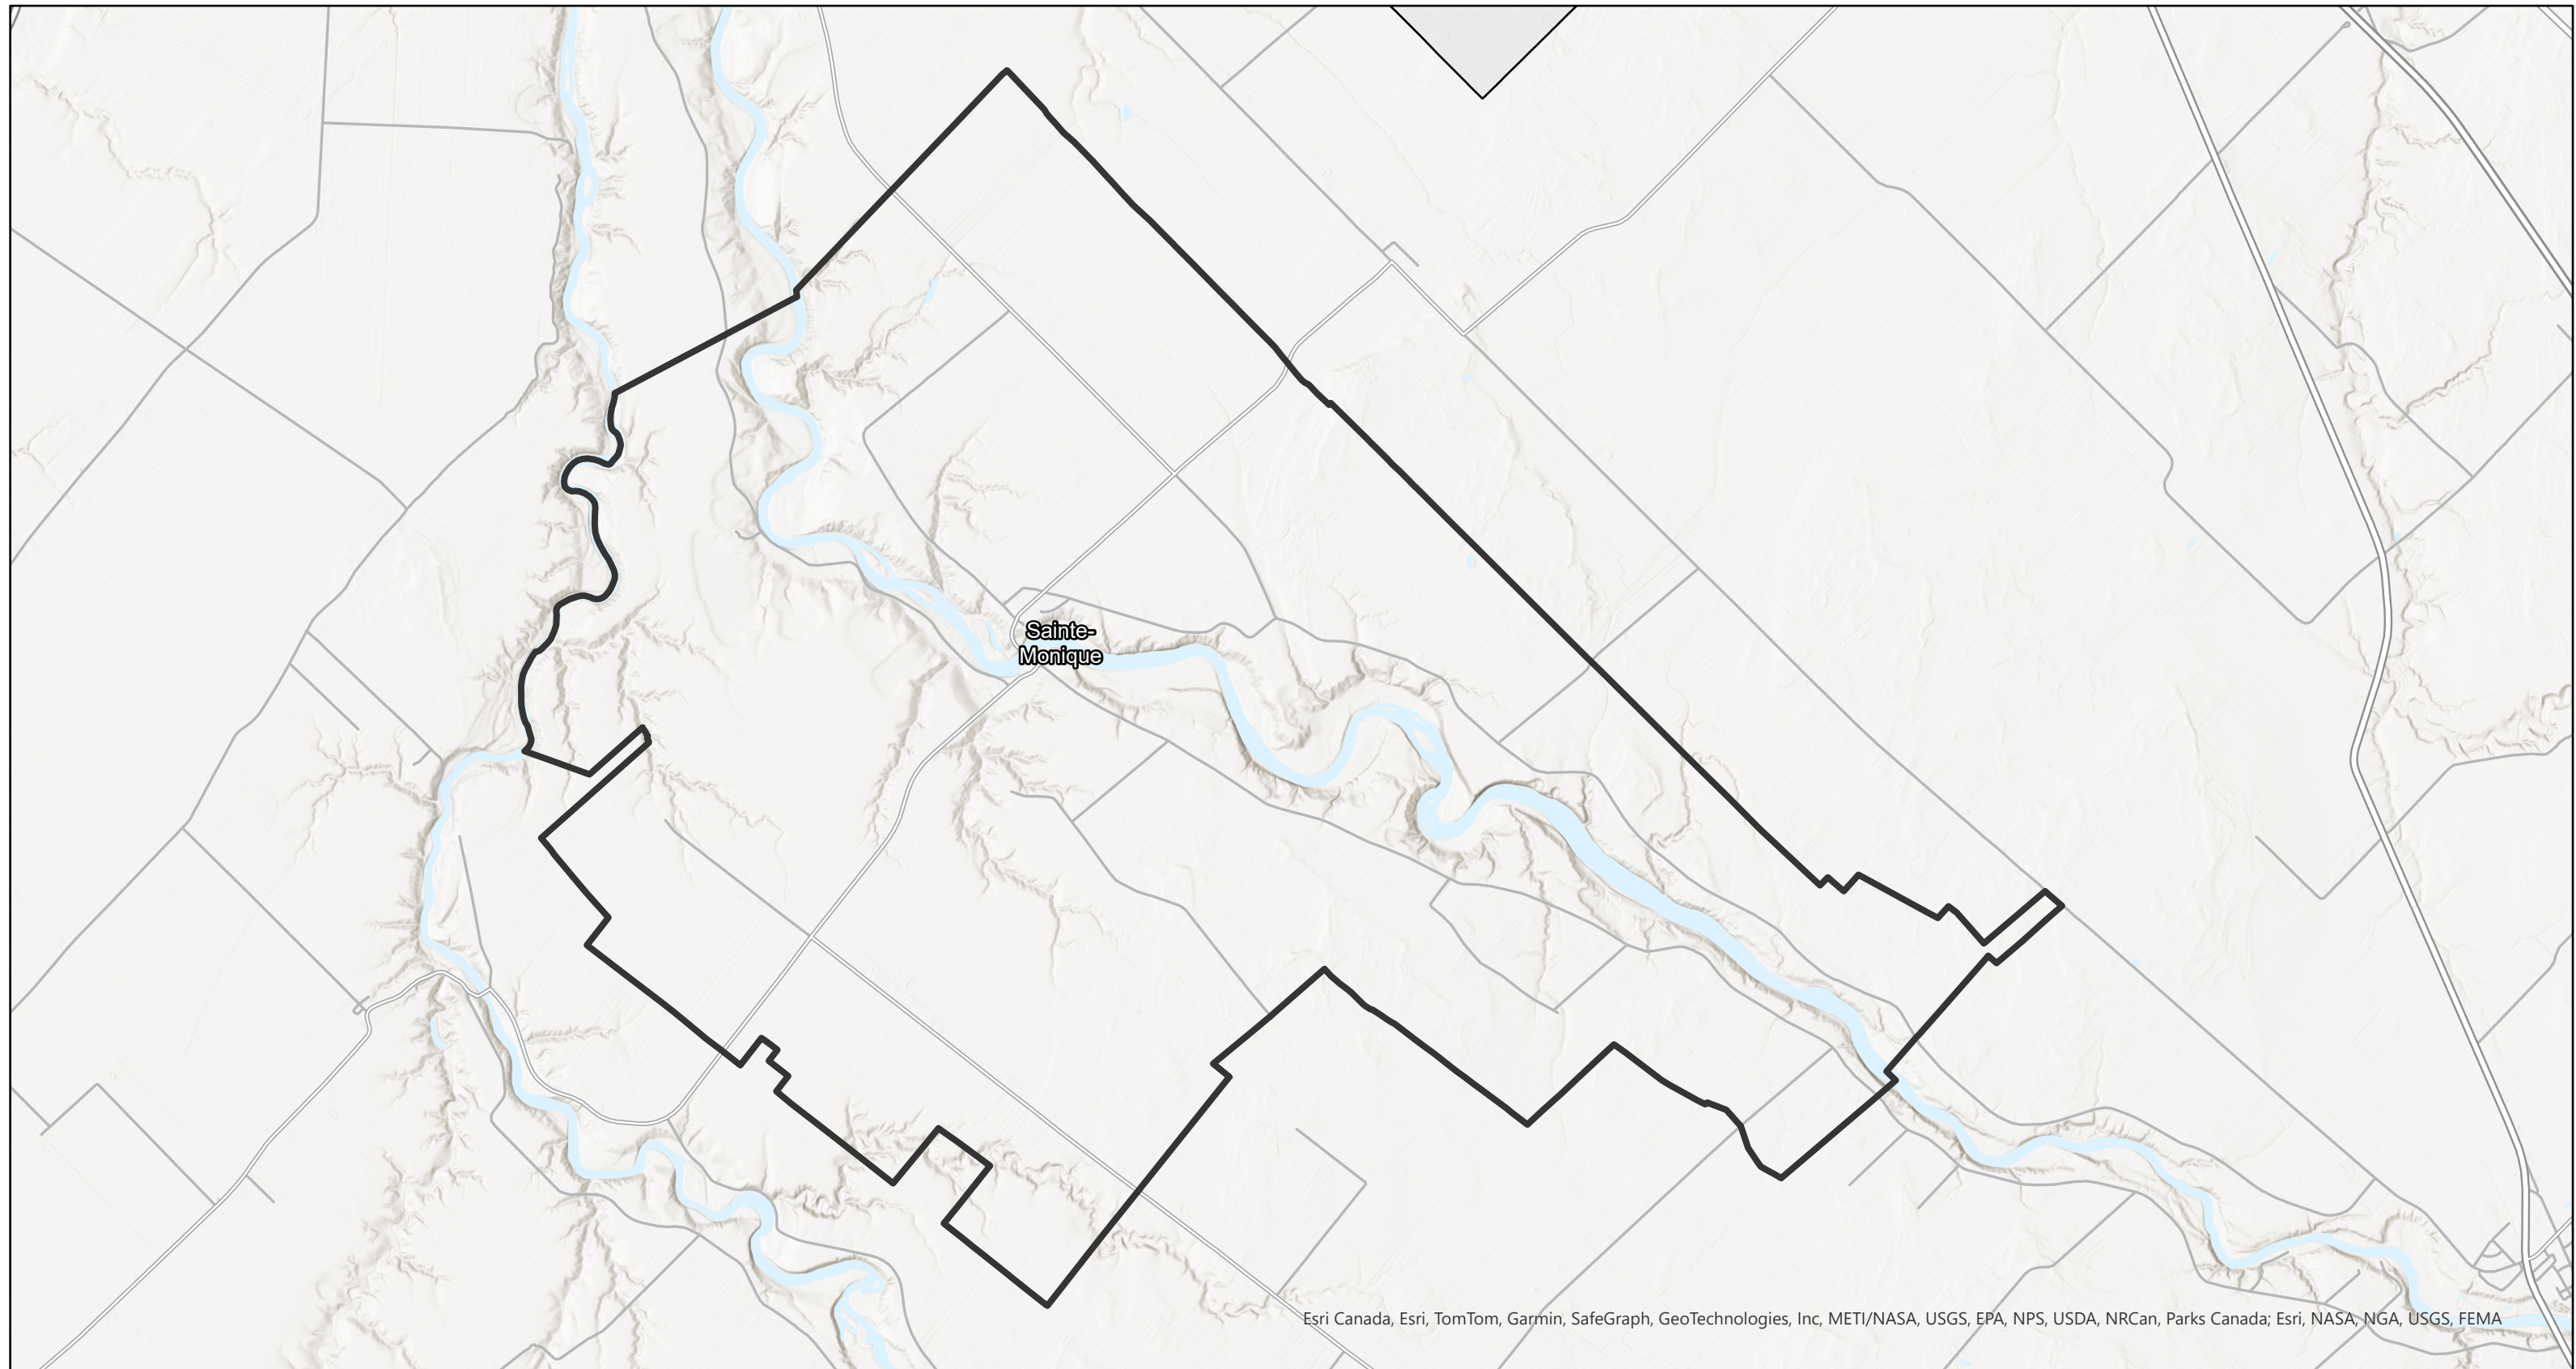 Sainte-
Monique
Esri Canada, Esri, TomTom, Garmin, SafeGraph, GeoTechnologies, Inc, METI/NASA, USGS, EPA, NPS, USDA, NRCan, Parks Canada; Esri, NASA, NGA, USGS, FEMA